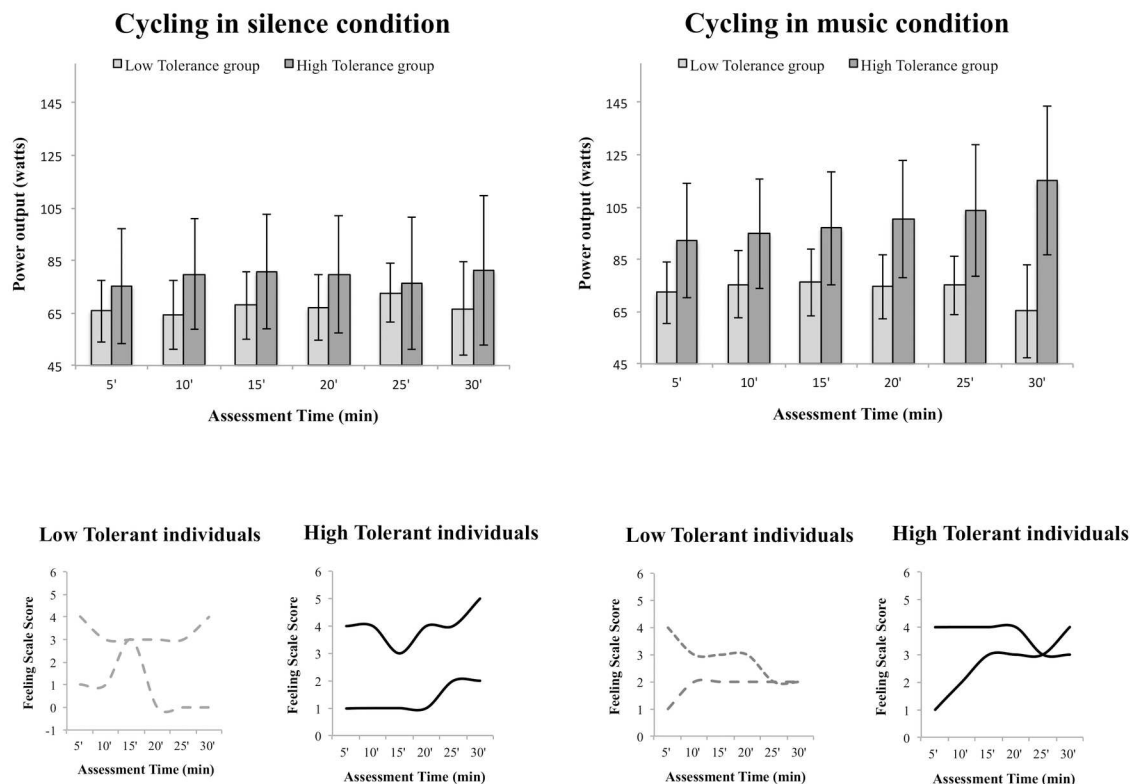 Cycling in silence condition
Low Tolerance group High Tolerance group
Power output (watts)
145
125
105
85
65
45
5' 10' 15' 20' 25' 30'
Assessment Time (min)
Cycling in music condition
Low Tolerance group High Tolerance group
Power output (watts)
145
125
105
85
65
45
5' 10' 15' 20' 25' 30'
Assessment Time (min)
Low Tolerant individuals
Feeling Scale Score
6
5
4
3
2
1
0
-1
5' 10' 15' 20' 25' 30'
Assessment Time (min)
High Tolerant individuals
Feeling Scale Score
6
5
4
3
2
1
0
5' 10' 15' 20' 25' 30'
Assessment Time (min)
Low Tolerant individuals
Feeling Scale Score
6
5
4
3
2
1
0
5' 10' 15' 20' 25' 30'
Assessment Time (min)
High Tolerant individuals
Feeling Scale Score
6
5
4
3
2
1
0
5' 10' 15' 20' 25' 30'
Assessment Time (min)